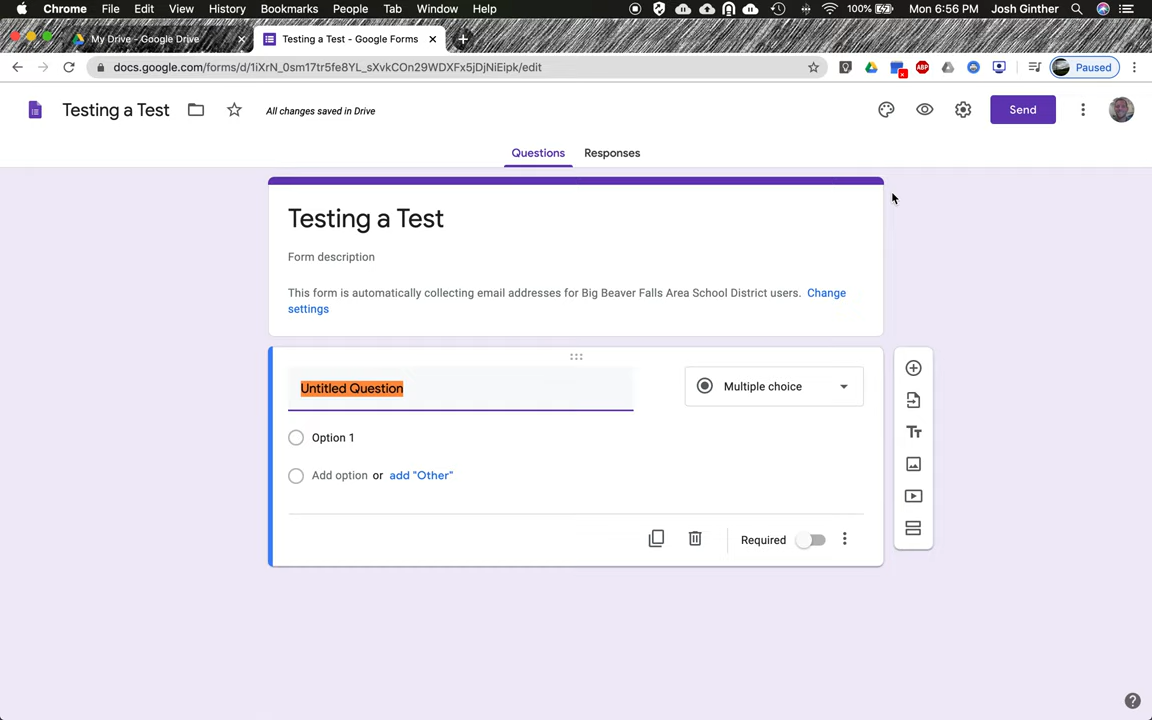 Chrome File Edit View History Bookmarks People Tab Window Help 100% Mon 6:56 PM Josh Ginther
My Drive - Google Drive Testing a Test - Google Forms
docs.google.com/forms/d/1iXrN_0sm17tr5fe8YL_sXvkCOn29WDXFx5jDjNiEipk/edit ABP Paused
Testing a Test All changes saved in Drive Send
Questions Responses
Testing a Test
Form description
This form is automatically collecting email addresses for Big Beaver Falls Area School District users. Change
settings
Untitled Question Multiple choice
Option 1
Add option or add "Other"
Required